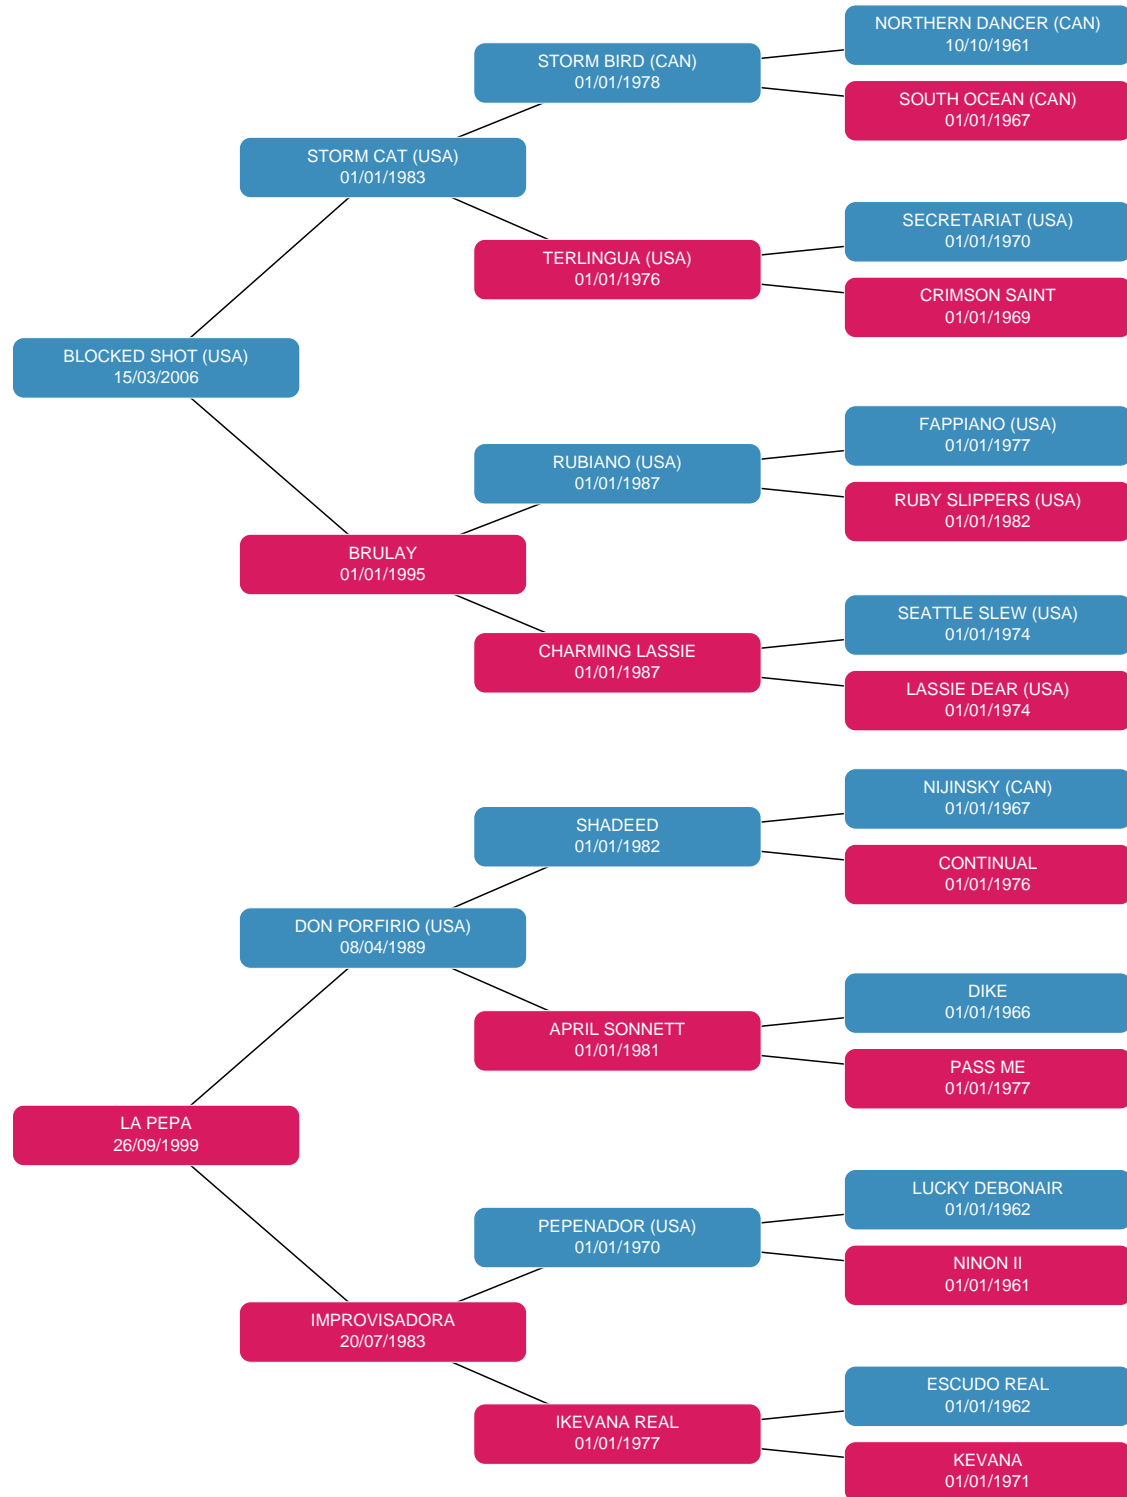 NORTHERN DANCER (CAN)
10/10/1961
STORM BIRD (CAN)
01/01/1978
SOUTH OCEAN (CAN)
01/01/1967
STORM CAT (USA)
01/01/1983
SECRETARIAT (USA)
01/01/1970
TERLINGUA (USA)
01/01/1976
CRIMSON SAINT
01/01/1969
BLOCKED SHOT (USA)
15/03/2006
FAPPIANO (USA)
01/01/1977
RUBIANO (USA)
01/01/1987
RUBY SLIPPERS (USA)
01/01/1982
BRULAY
01/01/1995
SEATTLE SLEW (USA)
01/01/1974
CHARMING LASSIE
01/01/1987
LASSIE DEAR (USA)
01/01/1974
NIJINSKY (CAN)
01/01/1967
SHADEED
01/01/1982
CONTINUAL
01/01/1976
DON PORFIRIO (USA)
08/04/1989
DIKE
01/01/1966
APRIL SONNETT
01/01/1981
PASS ME
01/01/1977
LA PEPA
26/09/1999
LUCKY DEBONAIR
01/01/1962
PEPENADOR (USA)
01/01/1970
NINON II
01/01/1961
IMPROVISADORA
20/07/1983
ESCUDO REAL
01/01/1962
IKEVANA REAL
01/01/1977
KEVANA
01/01/1971